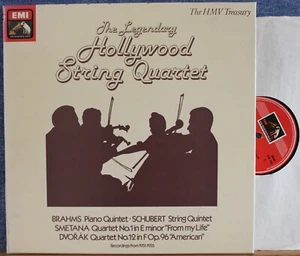 EMI
The HMV Treasury
The Legendary
Hollywood
String Quartet
BRAHMS Piano Quintet · SCHUBERT String Quintet
SMETANA Quartet No.1 in E minor "From my Life"
DVOŘÁK Quartet No.12 in F Op.96 "American"
Recordings from 1951-1955